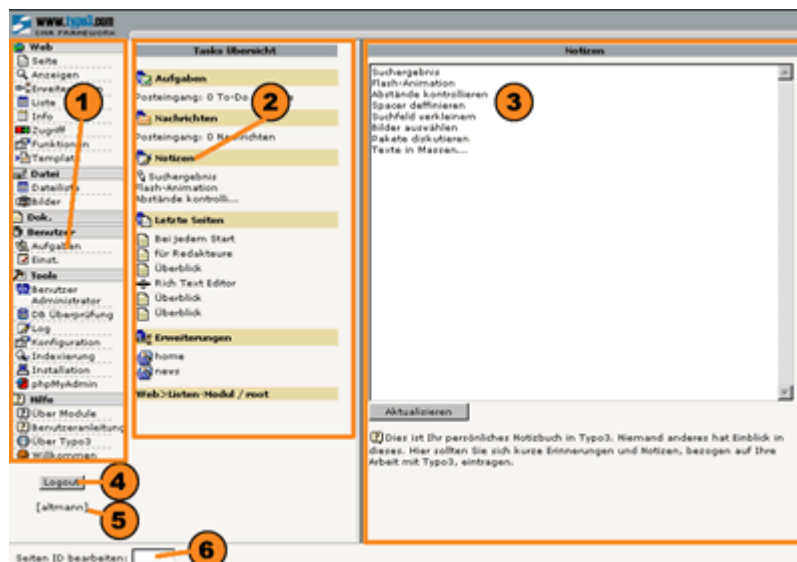 www.typo3.com
CMR FRAMEWORK
Web
Seite
Anzeigen
Liste
Info
Zugriff
Funktionen
Template
Datei
Dateiliste
Bilder
Dok.
Benutzer
Aufgaben
Einst.
Tools
Benutzer
Administrator
DB Überprüfung
Log
Konfiguration
Indexierung
Installation
phpMyAdmin
Hilfe
Über Module
Benutzeranleitung
Über Typo3
Willkommen
1
Logout
4
[altmann]
5
Seiten ID bearbeiten:
6
Tasks Übersicht
Aufgaben
Posteingang: 0 To-Do
2
Nachrichten
Posteingang: 0 Nachrichten
Notizen
Suchergebnis
Flash-Animation
Abstände kontrolli...
Letzte Seiten
Bei jedem Start
für Redakteure
Überblick
Rich Text Editor
Überblick
Überblick
Erweiterungen
home
news
Web>Listen-Modul / root
Notizen
Suchergebnis
Flash-Animation
Abstände kontrollieren
Spacer deffinieren
Suchfeld verkleinern
Bilder auswählen
Pakete diskutieren
Texte in Massen...
3
Aktualisieren
Dies ist Ihr persönliches Notizbuch in Typo3. Niemand anderes hat Einblick in
dieses. Hier sollten Sie sich kurze Erinnerungen und Notizen, bezogen auf Ihre
Arbeit mit Typo3, eintragen.